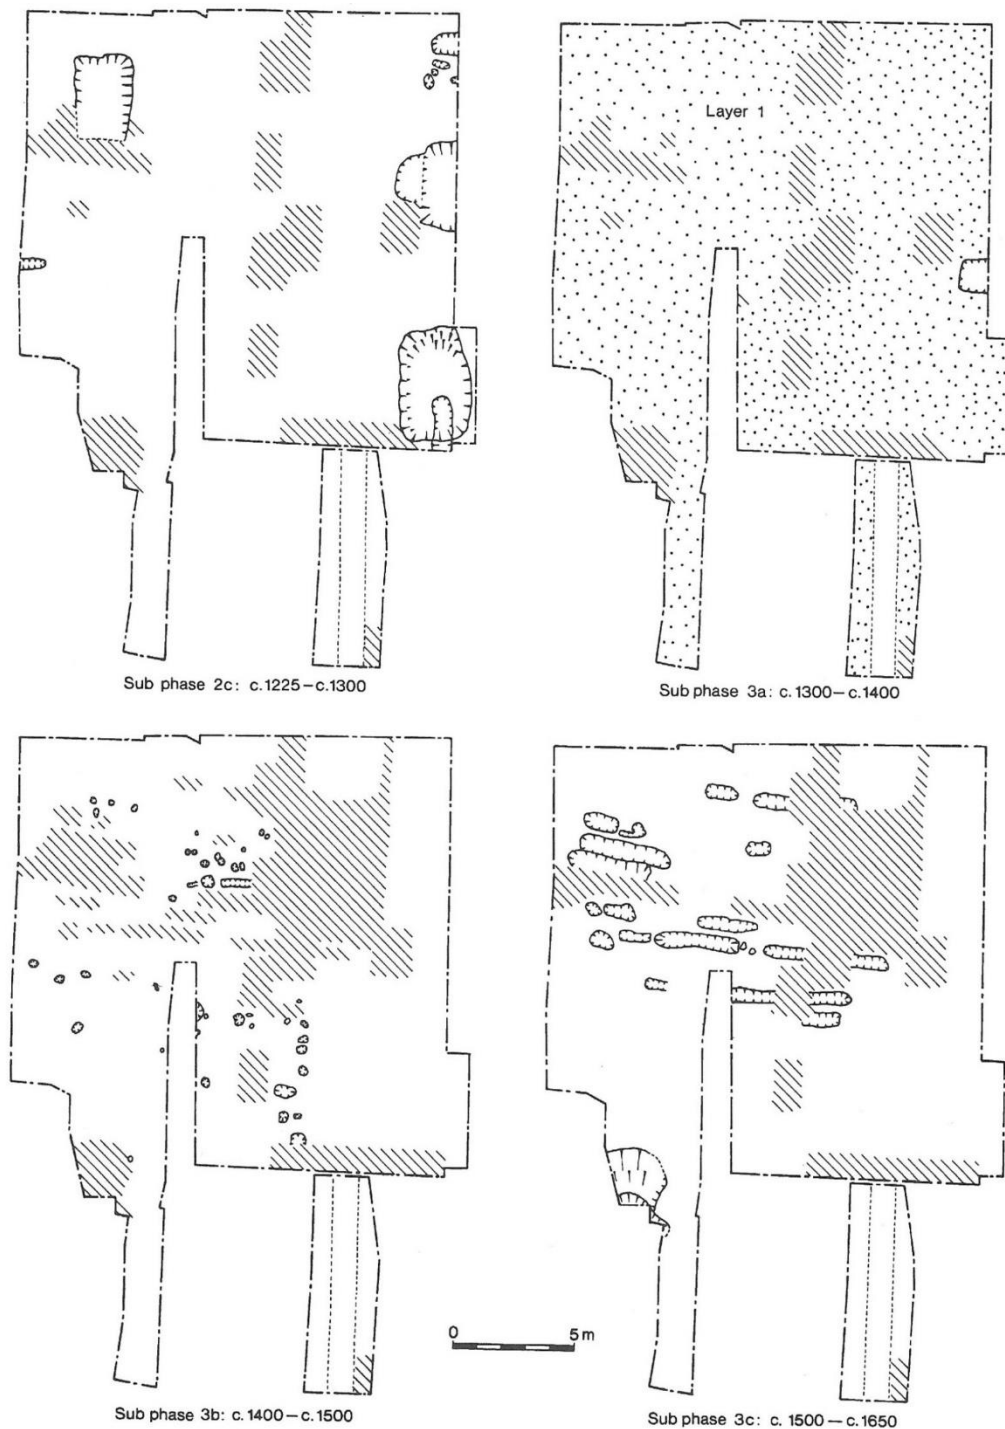 Layer 1
Sub phase 2c: c.1225–c.1300
Sub phase 3a: c.1300–c.1400
0 5m
Sub phase 3b: c.1400–c.1500
Sub phase 3c: c.1500–c.1650